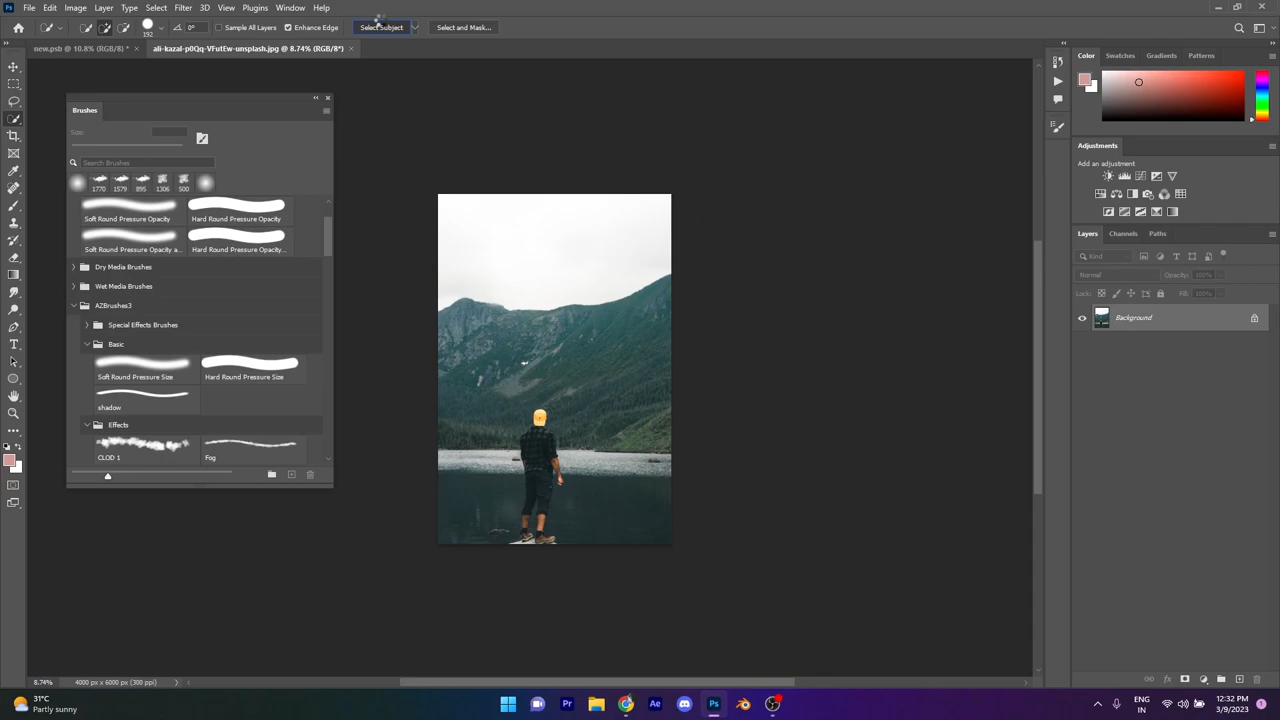 Ps File Edit Image Layer Type Select Filter 3D View Plugins Window Help
192 0° Sample All Layers Enhance Edge Select Subject Select and Mask...
new.psb @ 10.8% (RGB/8) * × ali-kazal-p0Qq-VFutEw-unsplash.jpg @ 8.74% (RGB/8*) ×
Color Swatches Gradients Patterns
Brushes
Size:
Search Brushes
1770 1579 895 1306 500
Soft Round Pressure Opacity Hard Round Pressure Opacity
Soft Round Pressure Opacity a... Hard Round Pressure Opacity...
Dry Media Brushes
Wet Media Brushes
AZBrushes3
Special Effects Brushes
Basic
Soft Round Pressure Size Hard Round Pressure Size
shadow
Effects
CLOD 1 Fog
Adjustments
Add an adjustment
Layers Channels Paths
Kind
Normal Opacity: 100%
Lock: Fill: 100%
Background
8.74% 4000 px x 6000 px (300 ppi)
31°C
Partly sunny
Pr Ae Ps
ENG
IN
12:32 PM
3/9/2023